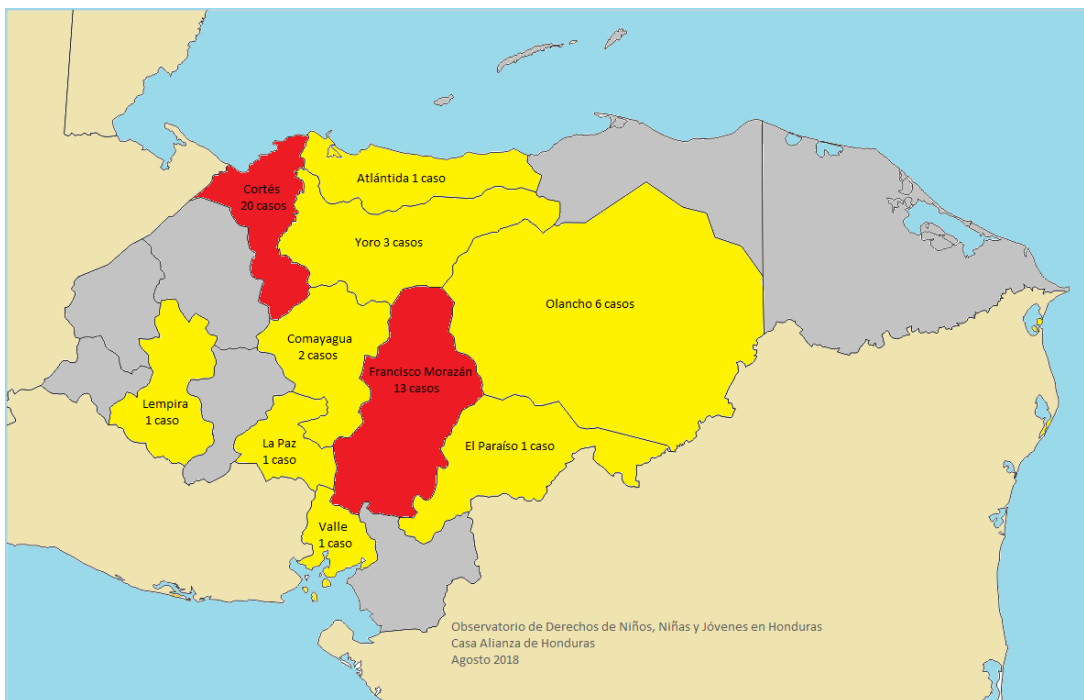 Atlántida 1 caso
Cortés
20 casos
Yoro 3 casos
Olancho 6 casos
Comayagua
2 casos
Francisco Morazán
13 casos
Lempira
1 caso
La Paz
1 caso
El Paraíso 1 caso
Valle
1 caso
Observatorio de Derechos de Niños, Niñas y Jóvenes en Honduras
Casa Alianza de Honduras
Agosto 2018